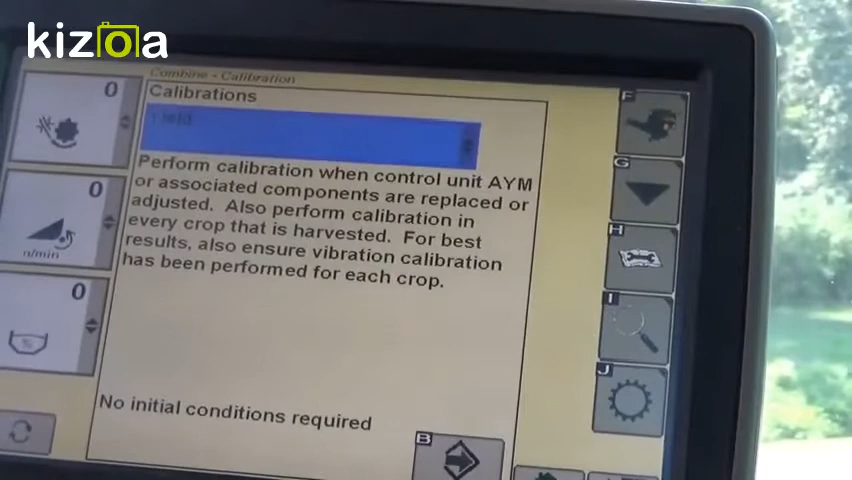 kizoa
Combine - Calibration
Calibrations
Yield
0
0
n/min
0
%
Perform calibration when control unit AYM
or associated components are replaced or
adjusted. Also perform calibration in
every crop that is harvested. For best
results, also ensure vibration calibration
has been performed for each crop.
No initial conditions required
F
G
H
I
J
B